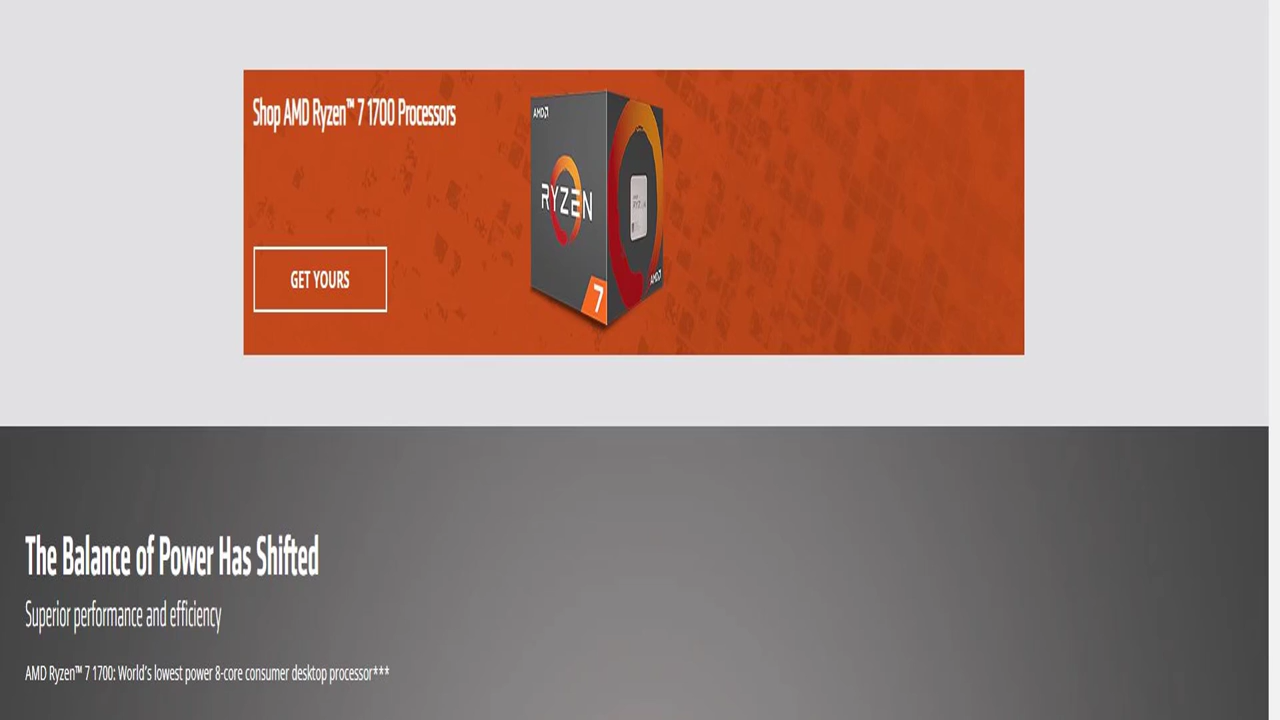 Shop AMD Ryzen™ 7 1700 Processors
AMD
RYZEN
7
RYZEN
AMD
GET YOURS
The Balance of Power Has Shifted
Superior performance and efficiency
AMD Ryzen™ 7 1700: World's lowest power 8-core consumer desktop processor***